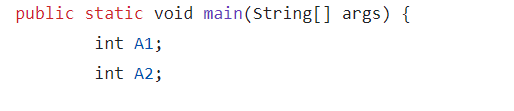 public static void main(String[] args) {
int A1;
int A2;